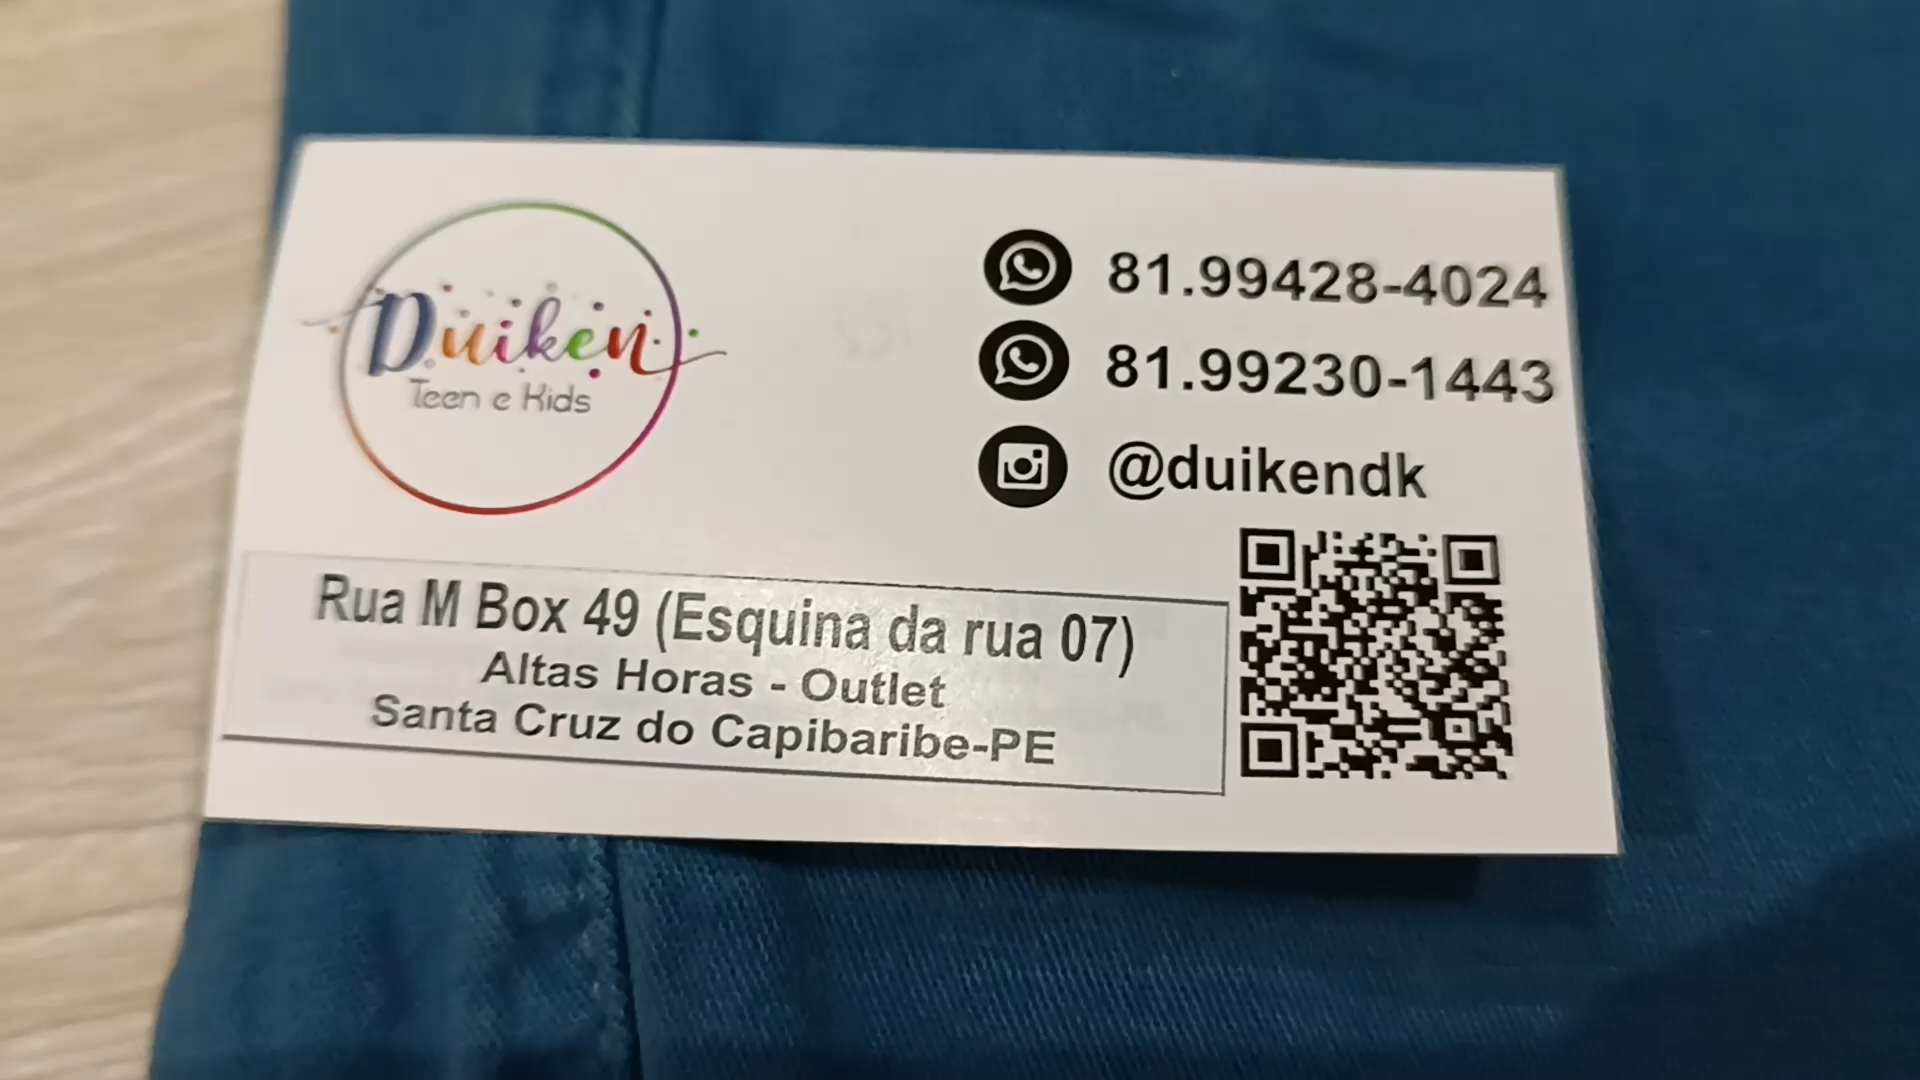 Duiken
Teen e Kids
81.99428-4024
81.99230-1443
@duikendk
Rua M Box 49 (Esquina da rua 07)
Altas Horas - Outlet
Santa Cruz do Capibaribe-PE